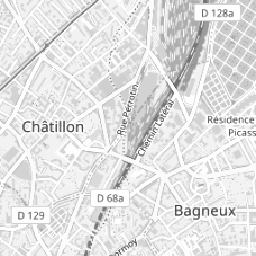 D 128a
Rue Perrotin
Chemin Latéral
Résidence
Picass
Châtillon
D 68a
D 129
Bagneux